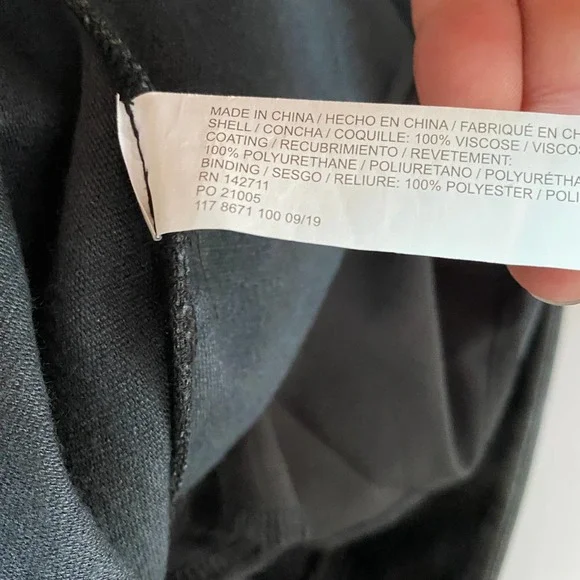 MADE IN CHINA / HECHO EN CHINA / FABRIQUÉ EN CH
SHELL / CONCHA / COQUILLE: 100% VISCOSE / VISCO
COATING / RECUBRIMIENTO / REVETEMENT:
100% POLYURETHANE / POLIURETANO / POLYURÉTHA
BINDING / SESGO / RELIURE: 100% POLYESTER / POLI
RN 142711
PO 21005
117 8671 100 09/19